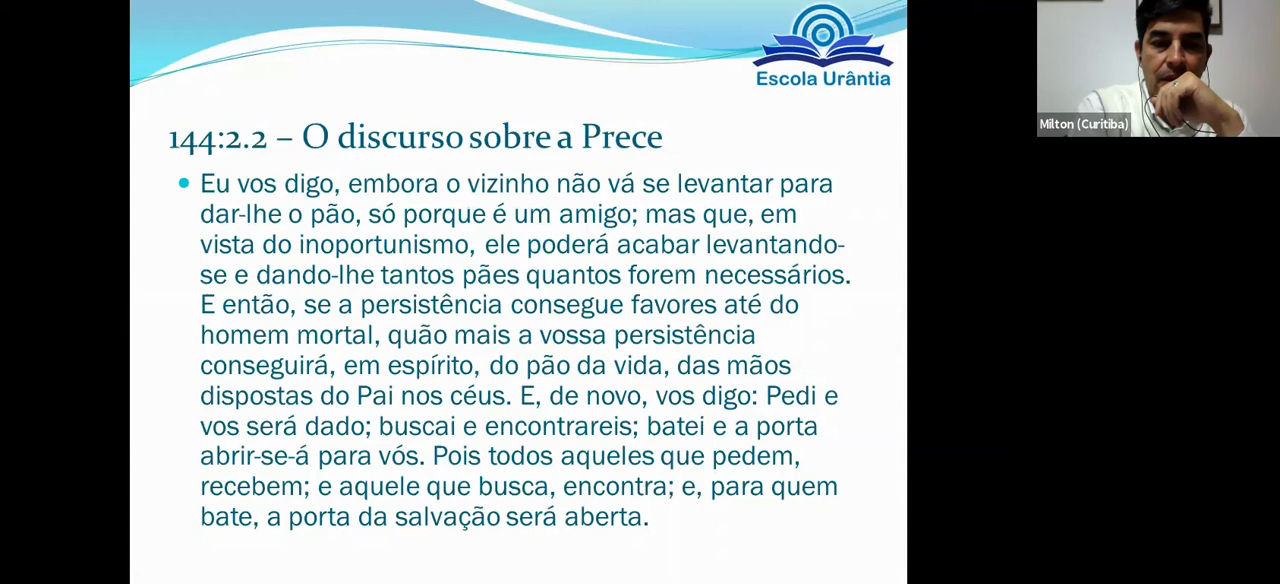 Escola Urântia
Milton (Curitiba)
144:2.2 – O discurso sobre a Prece
• Eu vos digo, embora o vizinho não vá se levantar para
dar-lhe o pão, só porque é um amigo; mas que, em
vista do inoportunismo, ele poderá acabar levantando-
se e dando-lhe tantos pães quantos forem necessários.
E então, se a persistência consegue favores até do
homem mortal, quão mais a vossa persistência
conseguirá, em espírito, do pão da vida, das mãos
dispostas do Pai nos céus. E, de novo, vos digo: Pedi e
vos será dado; buscai e encontrareis; batei e a porta
abrir-se-á para vós. Pois todos aqueles que pedem,
recebem; e aquele que busca, encontra; e, para quem
bate, a porta da salvação será aberta.